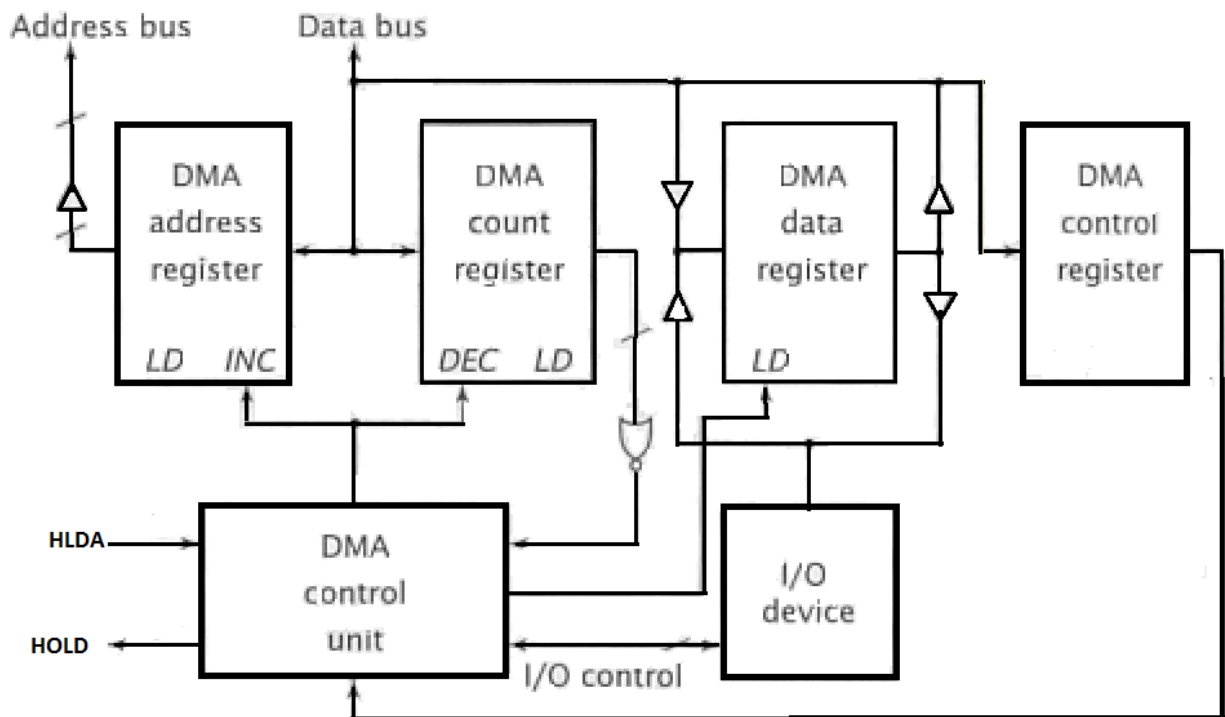 Address bus
Data bus
DMA
address
register
LD INC
DMA
count
register
DEC LD
DMA
data
register
LD
DMA
control
register
HLDA
HOLD
DMA
control
unit
I/O control
I/O
device